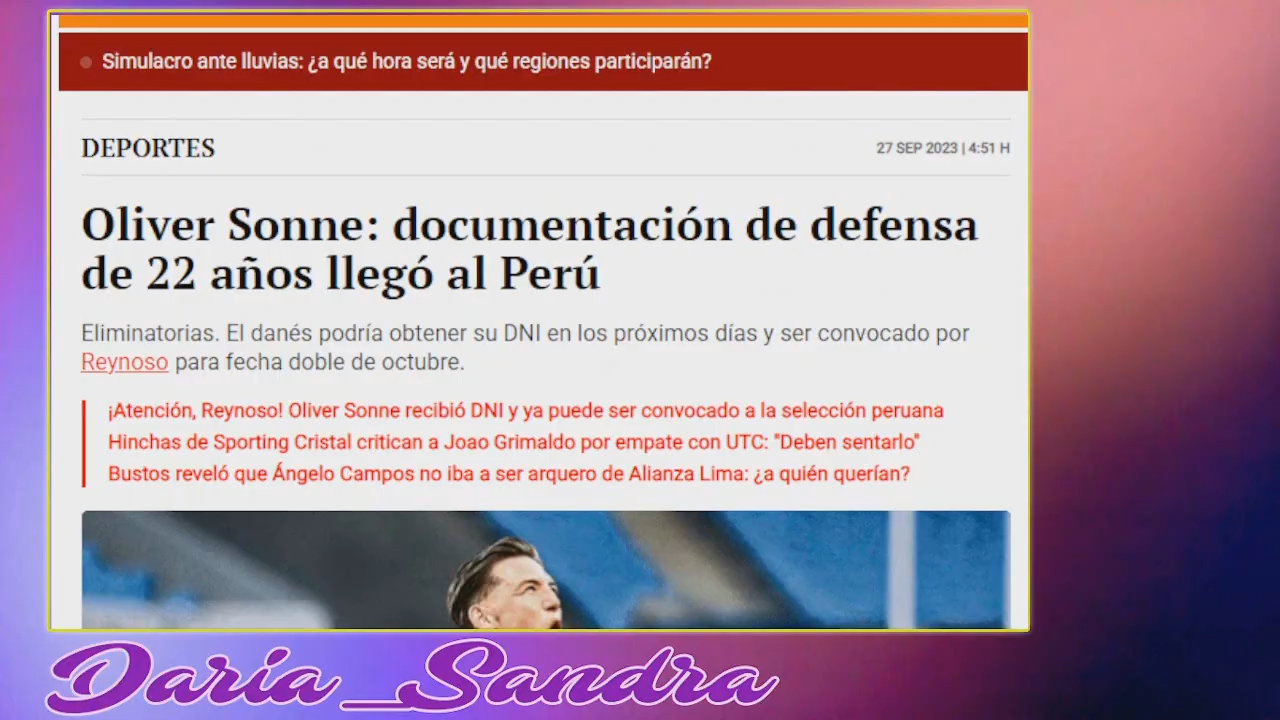 Simulacro ante lluvias: ¿a qué hora será y qué regiones participarán?
DEPORTES
27 SEP 2023 | 4:51 H
Oliver Sonne: documentación de defensa
de 22 años llegó al Perú
Eliminatorias. El danés podría obtener su DNI en los próximos días y ser convocado por
Reynoso para fecha doble de octubre.
¡Atención, Reynoso! Oliver Sonne recibió DNI y ya puede ser convocado a la selección peruana
Hinchas de Sporting Cristal critican a Joao Grimaldo por empate con UTC: "Deben sentarlo"
Bustos reveló que Ángelo Campos no iba a ser arquero de Alianza Lima: ¿a quién querían?
Daria_Sandra